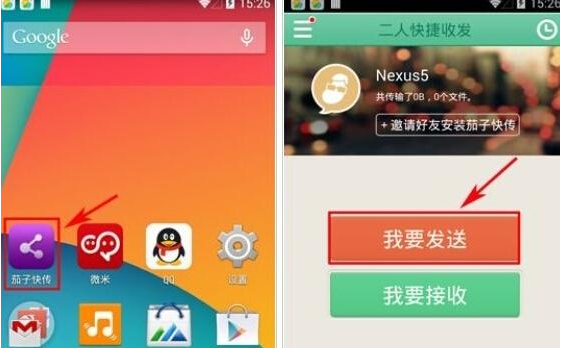 15:26
Google
茄子快传
微米
QQ
设置
15:26
二人快捷收发
Nexus5
共传输了0B，0个文件。
+ 邀请好友安装茄子快传
我要发送
我要接收